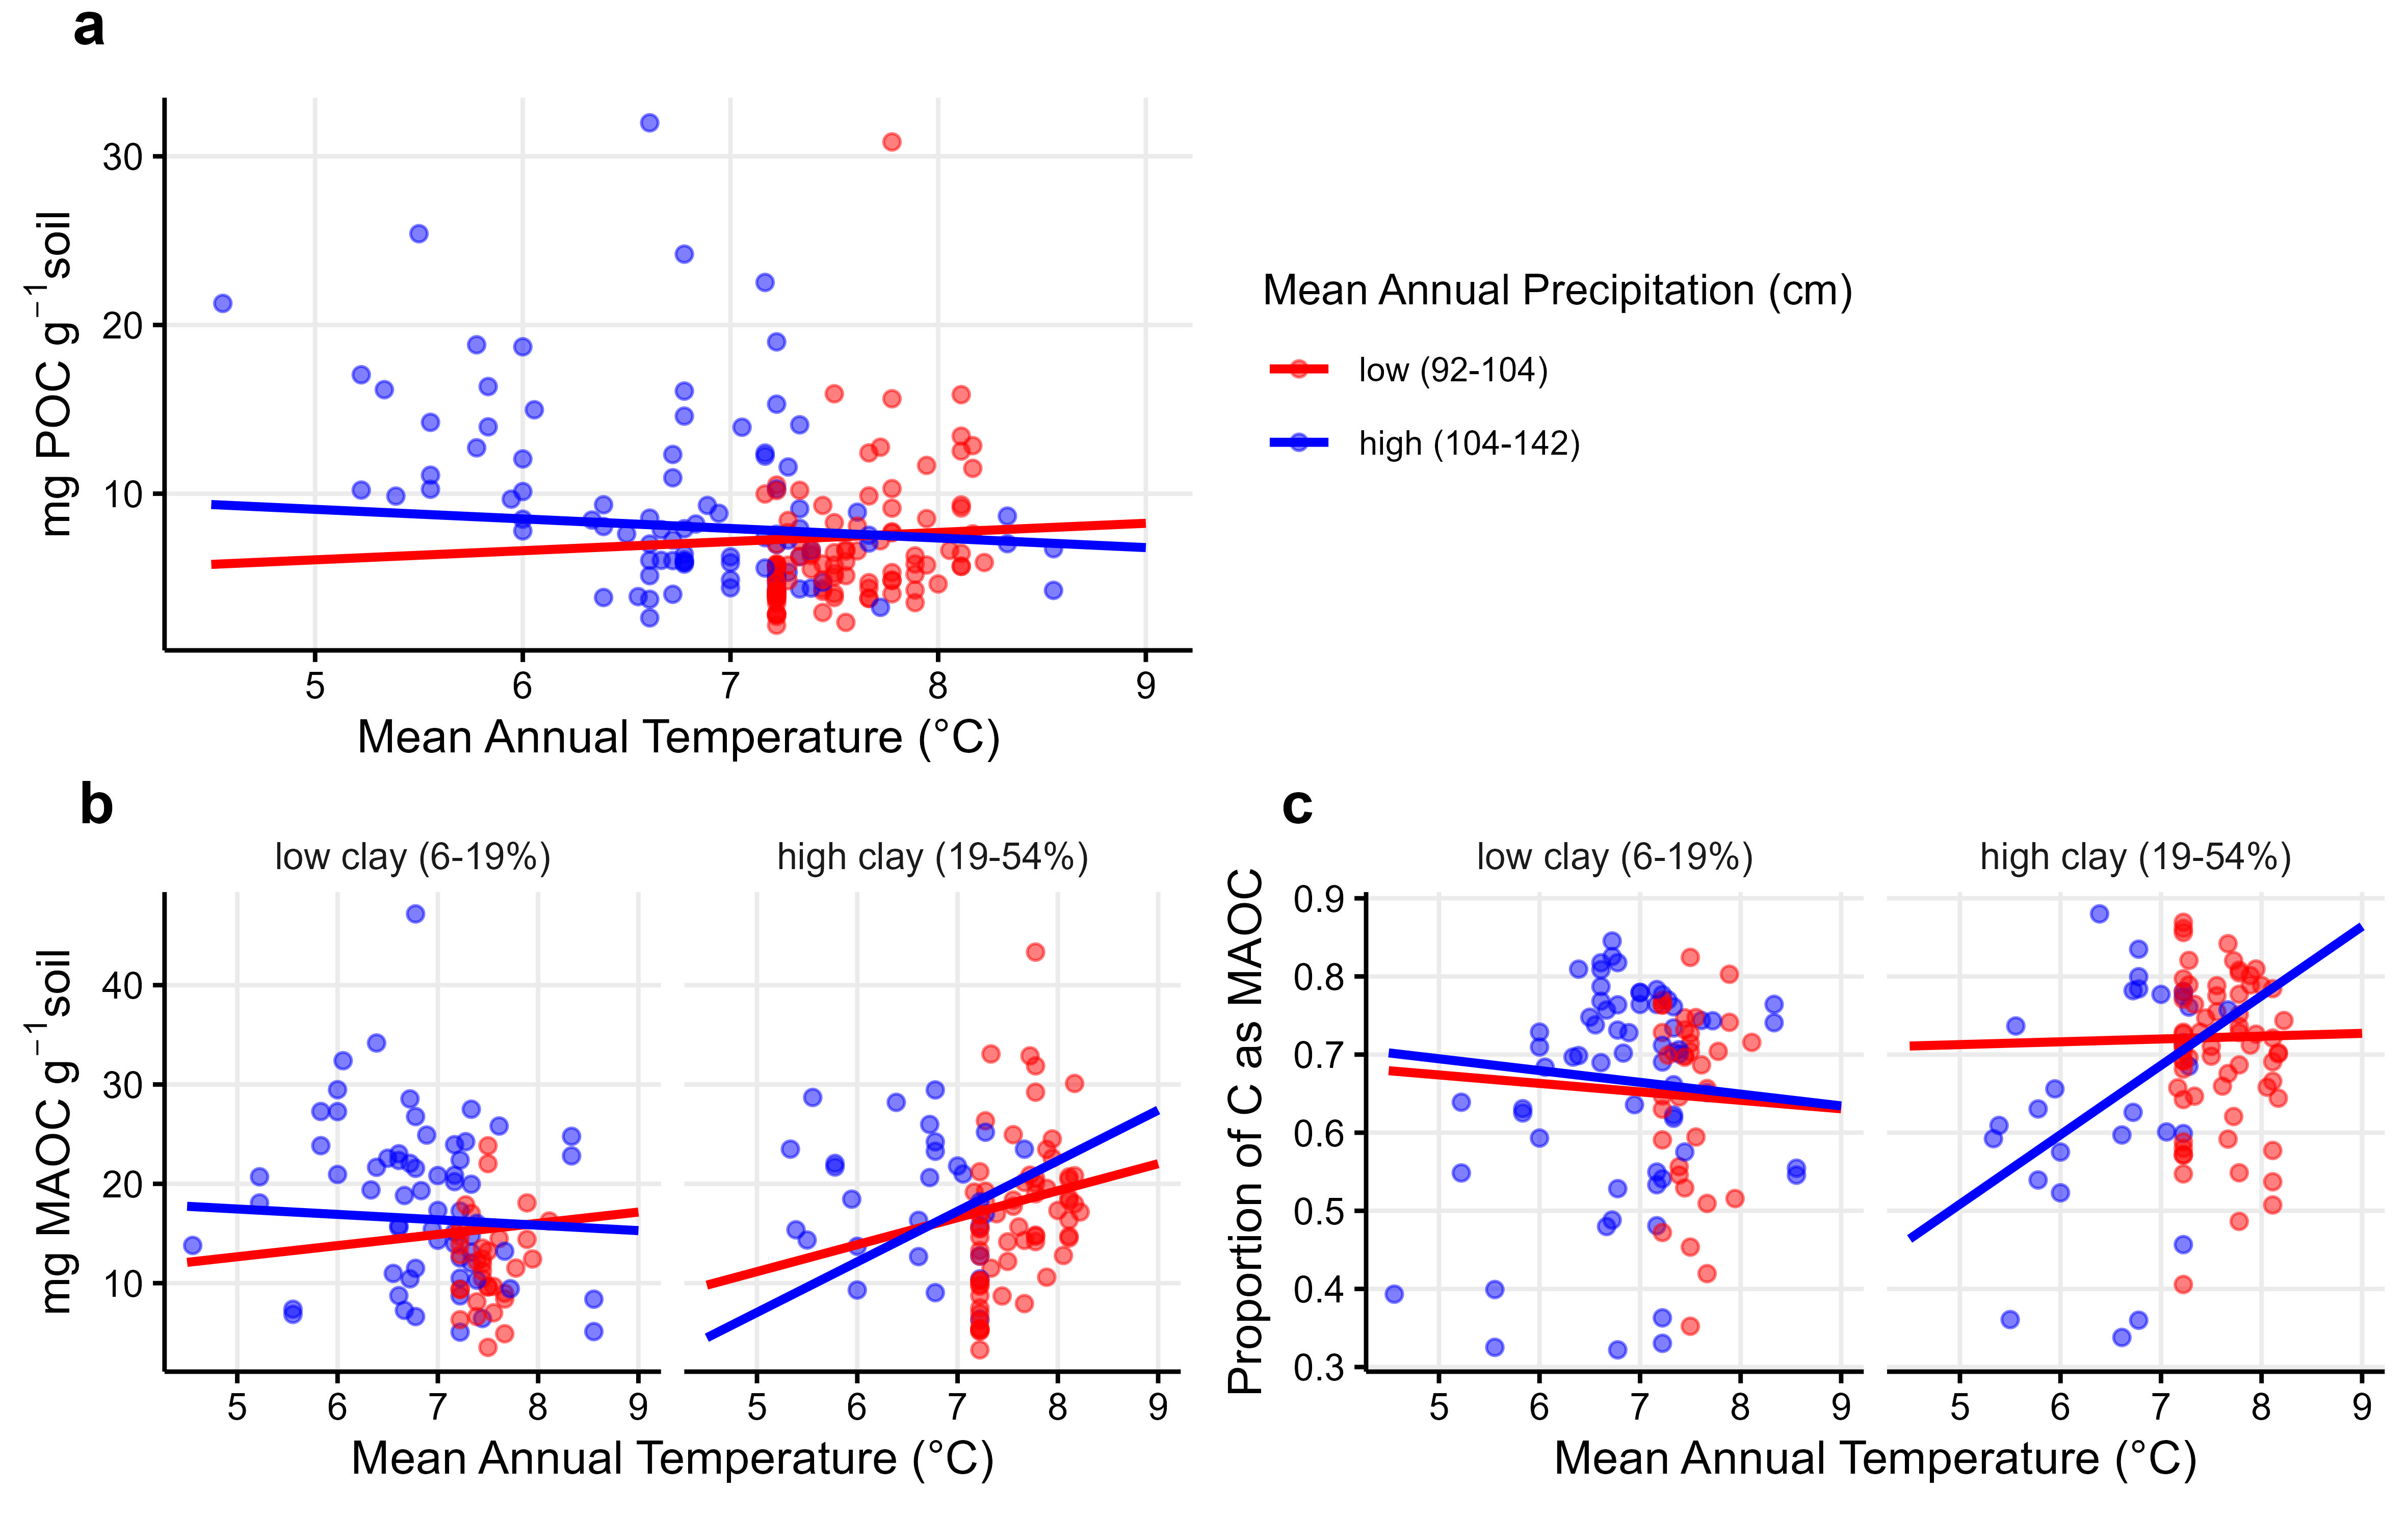 a
mg POC g⁻¹soil
30
20
10
5 6 7 8 9
Mean Annual Temperature (°C)
Mean Annual Precipitation (cm)
low (92-104)
high (104-142)
b
low clay (6-19%) high clay (19-54%)
mg MAOC g⁻¹soil
40
30
20
10
5 6 7 8 9 5 6 7 8 9
Mean Annual Temperature (°C)
c
low clay (6-19%) high clay (19-54%)
Proportion of C as MAOC
0.9
0.8
0.7
0.6
0.5
0.4
0.3
5 6 7 8 9 5 6 7 8 9
Mean Annual Temperature (°C)